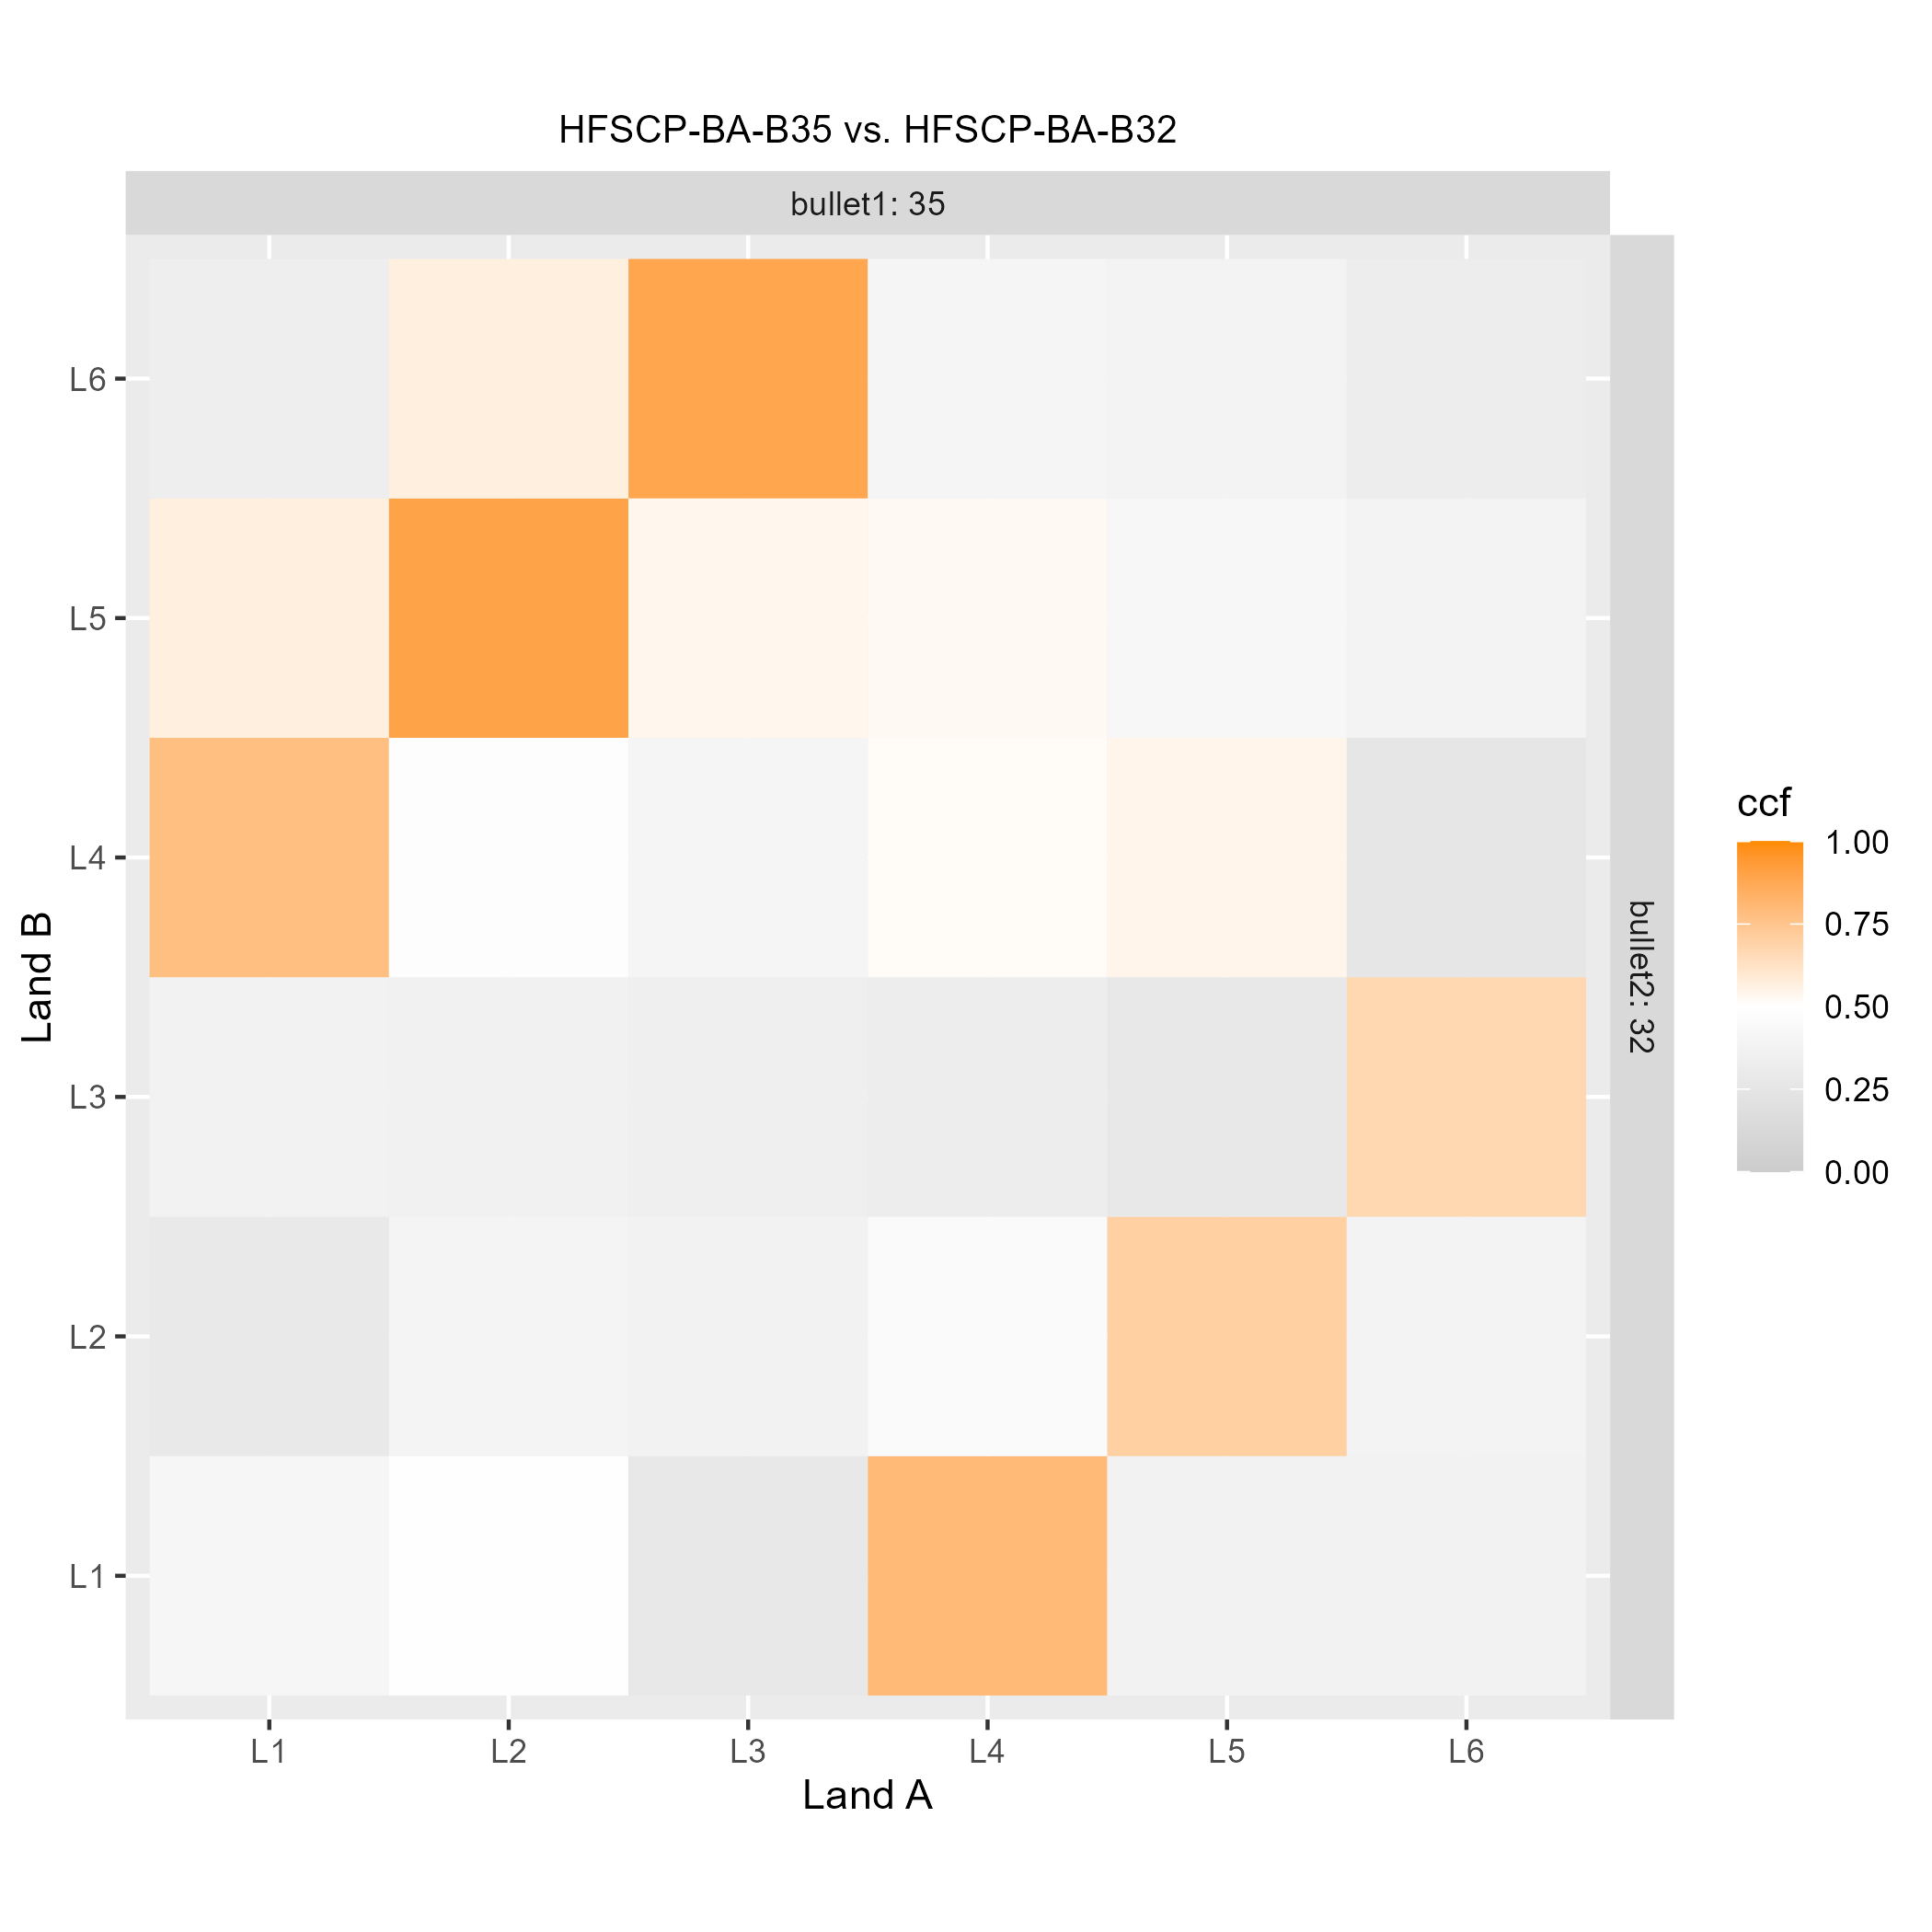 HFSCP-BA-B35 vs. HFSCP-BA-B32
bullet1: 35
L6
L5
L4
L3
L2
L1
Land B
bullet2: 32
L1 L2 L3 L4 L5 L6
Land A
ccf
1.00
0.75
0.50
0.25
0.00